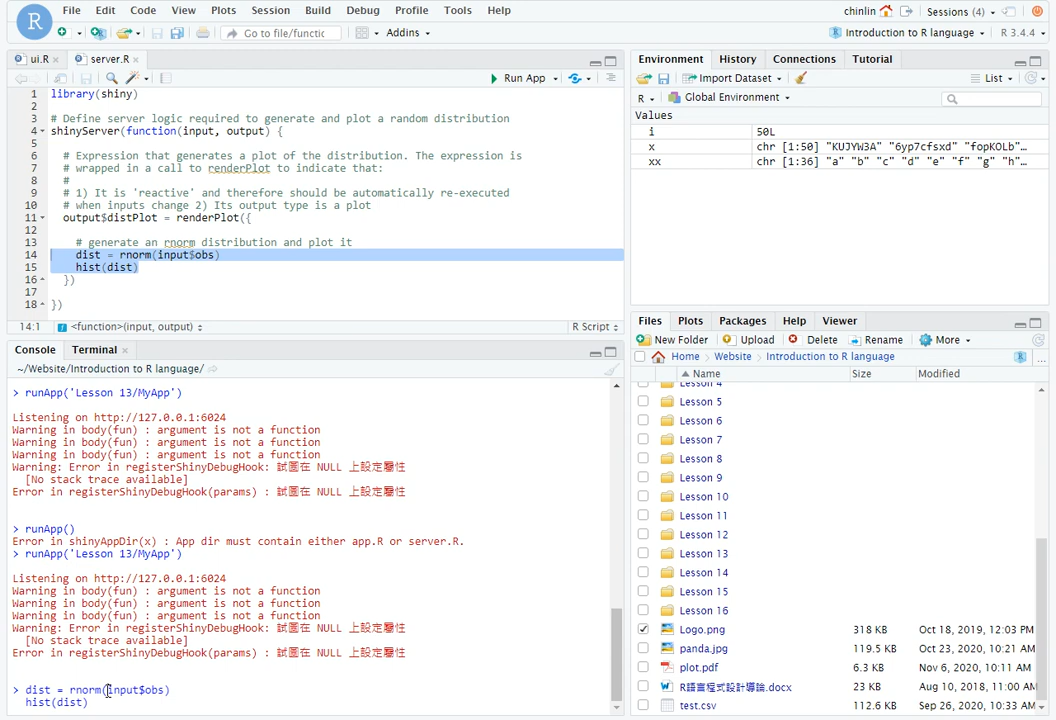 File Edit Code View Plots Session Build Debug Profile Tools Help
chinlin
Sessions (4)
Go to file/functic
Addins
Introduction to R language
R 3.4.4
ui.R
server.R
Run App
1 library(shiny)
2
3 # Define server logic required to generate and plot a random distribution
4 shinyServer(function(input, output) {
5
6 # Expression that generates a plot of the distribution. The expression is
7 # wrapped in a call to renderPlot to indicate that:
8 #
9 # 1) It is 'reactive' and therefore should be automatically re-executed
10 # when inputs change 2) Its output type is a plot
11 output$distPlot = renderPlot({
12
13 # generate an rnorm distribution and plot it
14 dist = rnorm(input$obs)
15 hist(dist)
16 })
17
18 })
14:1 <function>(input, output) R Script
Console Terminal
~/Website/Introduction to R language/
> runApp('Lesson 13/MyApp')
Listening on http://127.0.0.1:6024
Warning in body(fun) : argument is not a function
Warning in body(fun) : argument is not a function
Warning in body(fun) : argument is not a function
Warning: Error in registerShinyDebugHook: 試圖在 NULL 上設定屬性
[No stack trace available]
Error in registerShinyDebugHook(params) : 試圖在 NULL 上設定屬性
> runApp()
Error in shinyAppDir(x) : App dir must contain either app.R or server.R.
> runApp('Lesson 13/MyApp')
Listening on http://127.0.0.1:6024
Warning in body(fun) : argument is not a function
Warning in body(fun) : argument is not a function
Warning in body(fun) : argument is not a function
Warning: Error in registerShinyDebugHook: 試圖在 NULL 上設定屬性
[No stack trace available]
Error in registerShinyDebugHook(params) : 試圖在 NULL 上設定屬性
> dist = rnorm(input$obs)
hist(dist)
Environment History Connections Tutorial
Import Dataset
List
R
Global Environment
Values
i 50L
x chr [1:50] "KUJYW3A" "6yp7cfsxd" "fopKOLb"…
xx chr [1:36] "a" "b" "c" "d" "e" "f" "g" "h"…
Files Plots Packages Help Viewer
New Folder Upload Delete Rename More
Home Website Introduction to R language
Name Size Modified
Lesson 4
Lesson 5
Lesson 6
Lesson 7
Lesson 8
Lesson 9
Lesson 10
Lesson 11
Lesson 12
Lesson 13
Lesson 14
Lesson 15
Lesson 16
Logo.png 318 KB Oct 18, 2019, 12:03 PM
panda.jpg 119.5 KB Oct 23, 2020, 10:21 AM
plot.pdf 6.3 KB Nov 6, 2020, 10:11 AM
R語言程式設計導論.docx 23 KB Aug 10, 2018, 11:00 AM
test.csv 112.6 KB Sep 26, 2020, 10:33 AM